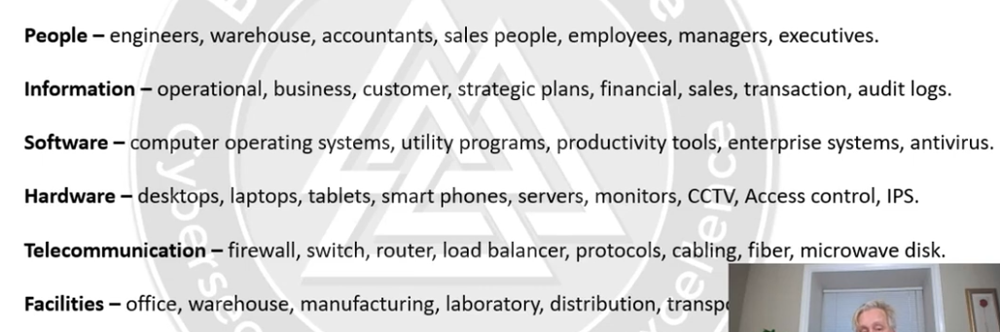 People – engineers, warehouse, accountants, sales people, employees, managers, executives.
Information – operational, business, customer, strategic plans, financial, sales, transaction, audit logs.
Software – computer operating systems, utility programs, productivity tools, enterprise systems, antivirus.
Hardware – desktops, laptops, tablets, smart phones, servers, monitors, CCTV, Access control, IPS.
Telecommunication – firewall, switch, router, load balancer, protocols, cabling, fiber, microwave disk.
Facilities – office, warehouse, manufacturing, laboratory, distribution,